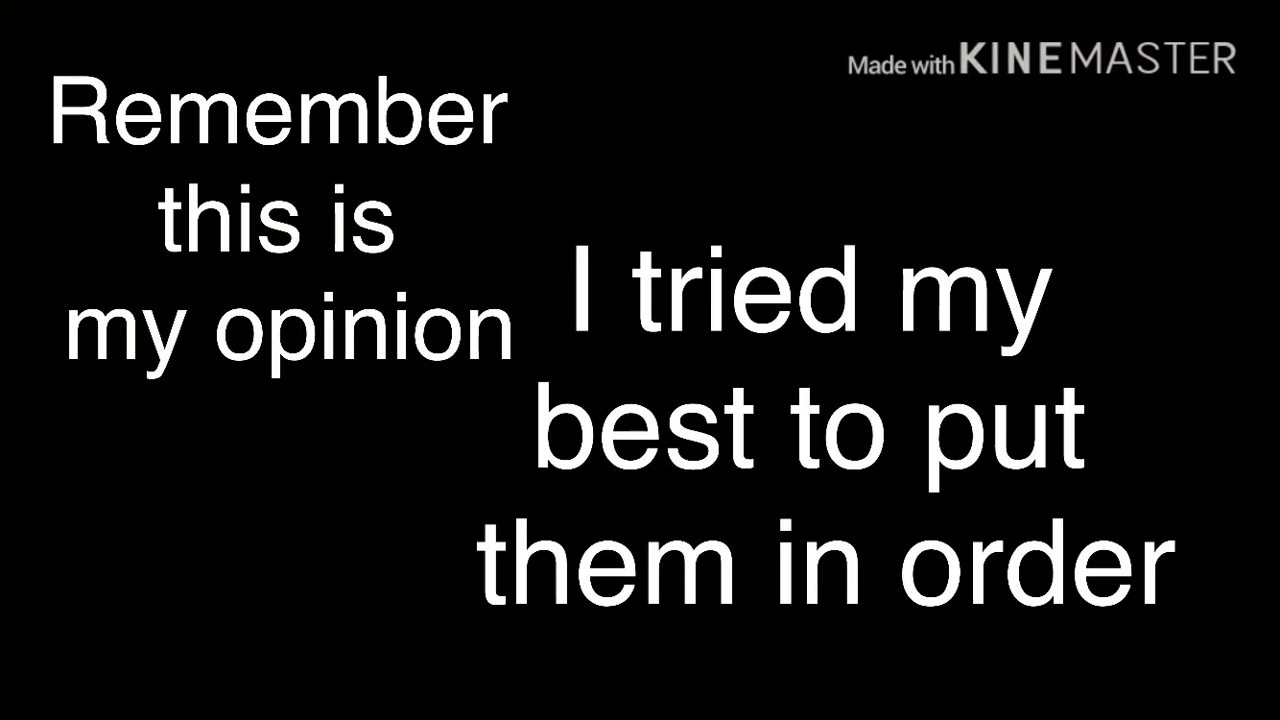 Made with KINEMASTER
Remember
this is
my opinion
I tried my
best to put
them in order